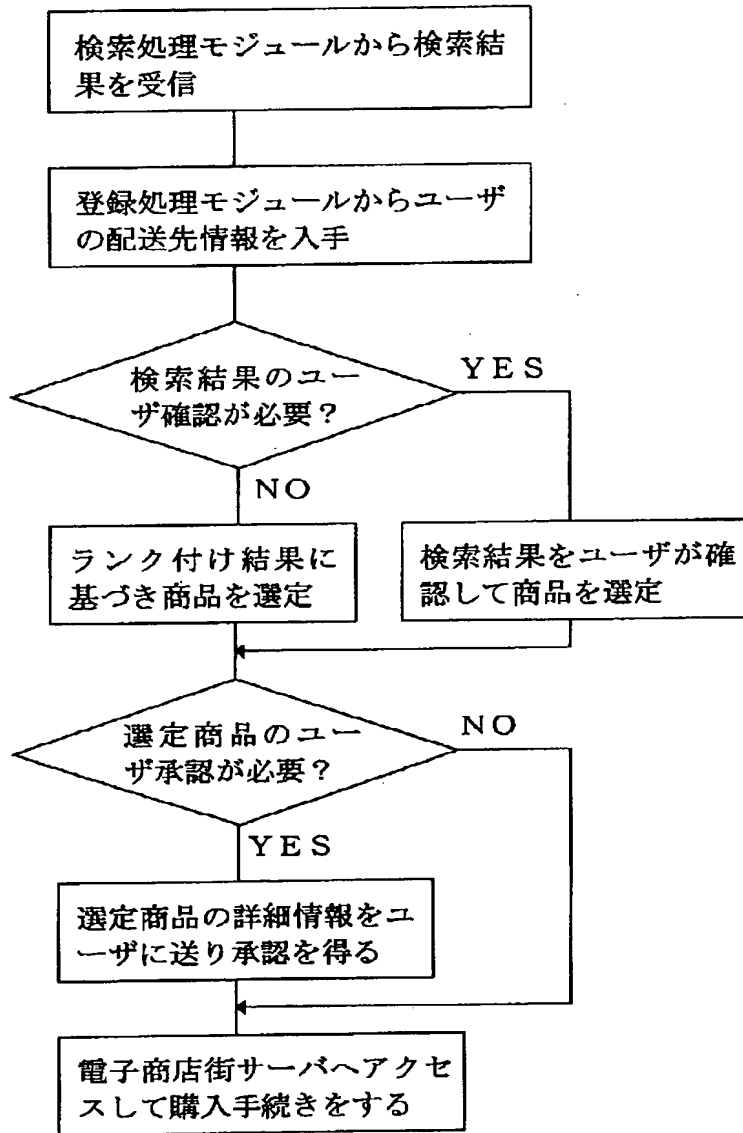 検索処理モジュールから検索結
果を受信
登録処理モジュールからユーザ
の配送先情報を入手
検索結果のユー
ザ確認が必要？
YES
NO
ランク付け結果に
基づき商品を選定
検索結果をユーザが確
認して商品を選定
選定商品のユー
ザ承認が必要？
NO
YES
選定商品の詳細情報をユ
ーザに送り承認を得る
電子商店街サーバへアクセ
スして購入手続きをする